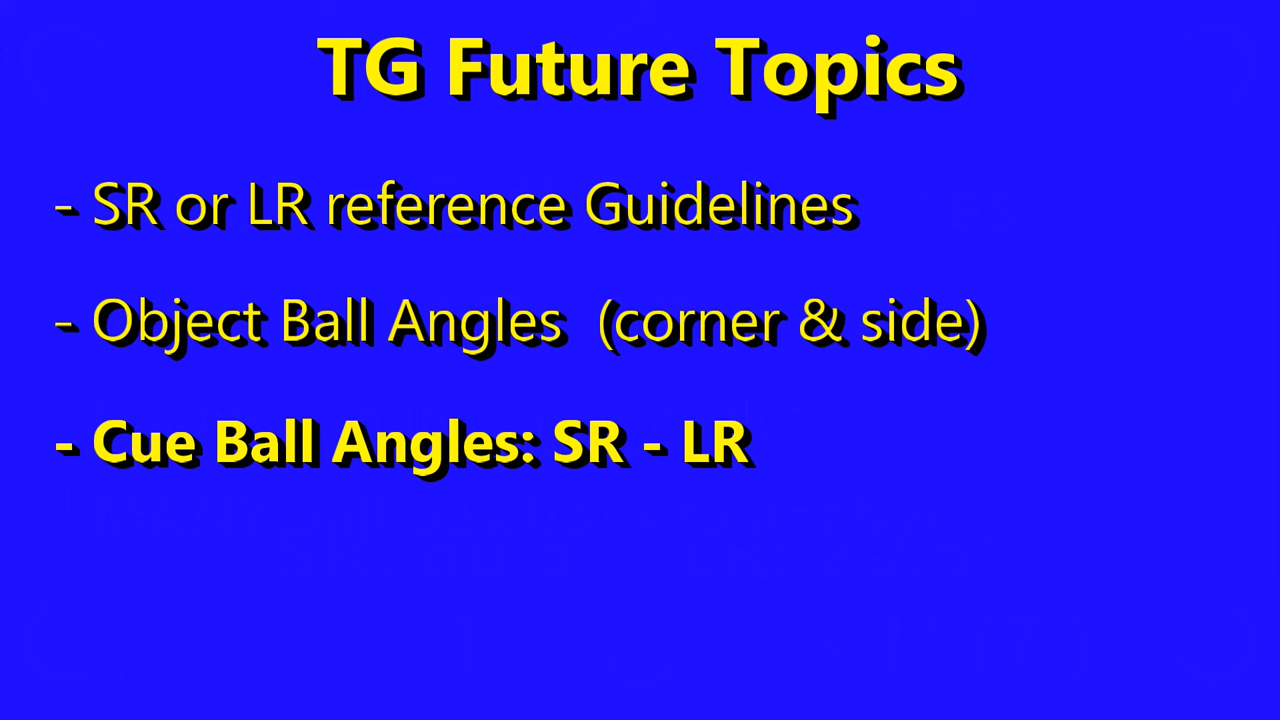 TG Future Topics
- SR or LR reference Guidelines
- Object Ball Angles (corner & side)
- Cue Ball Angles: SR - LR